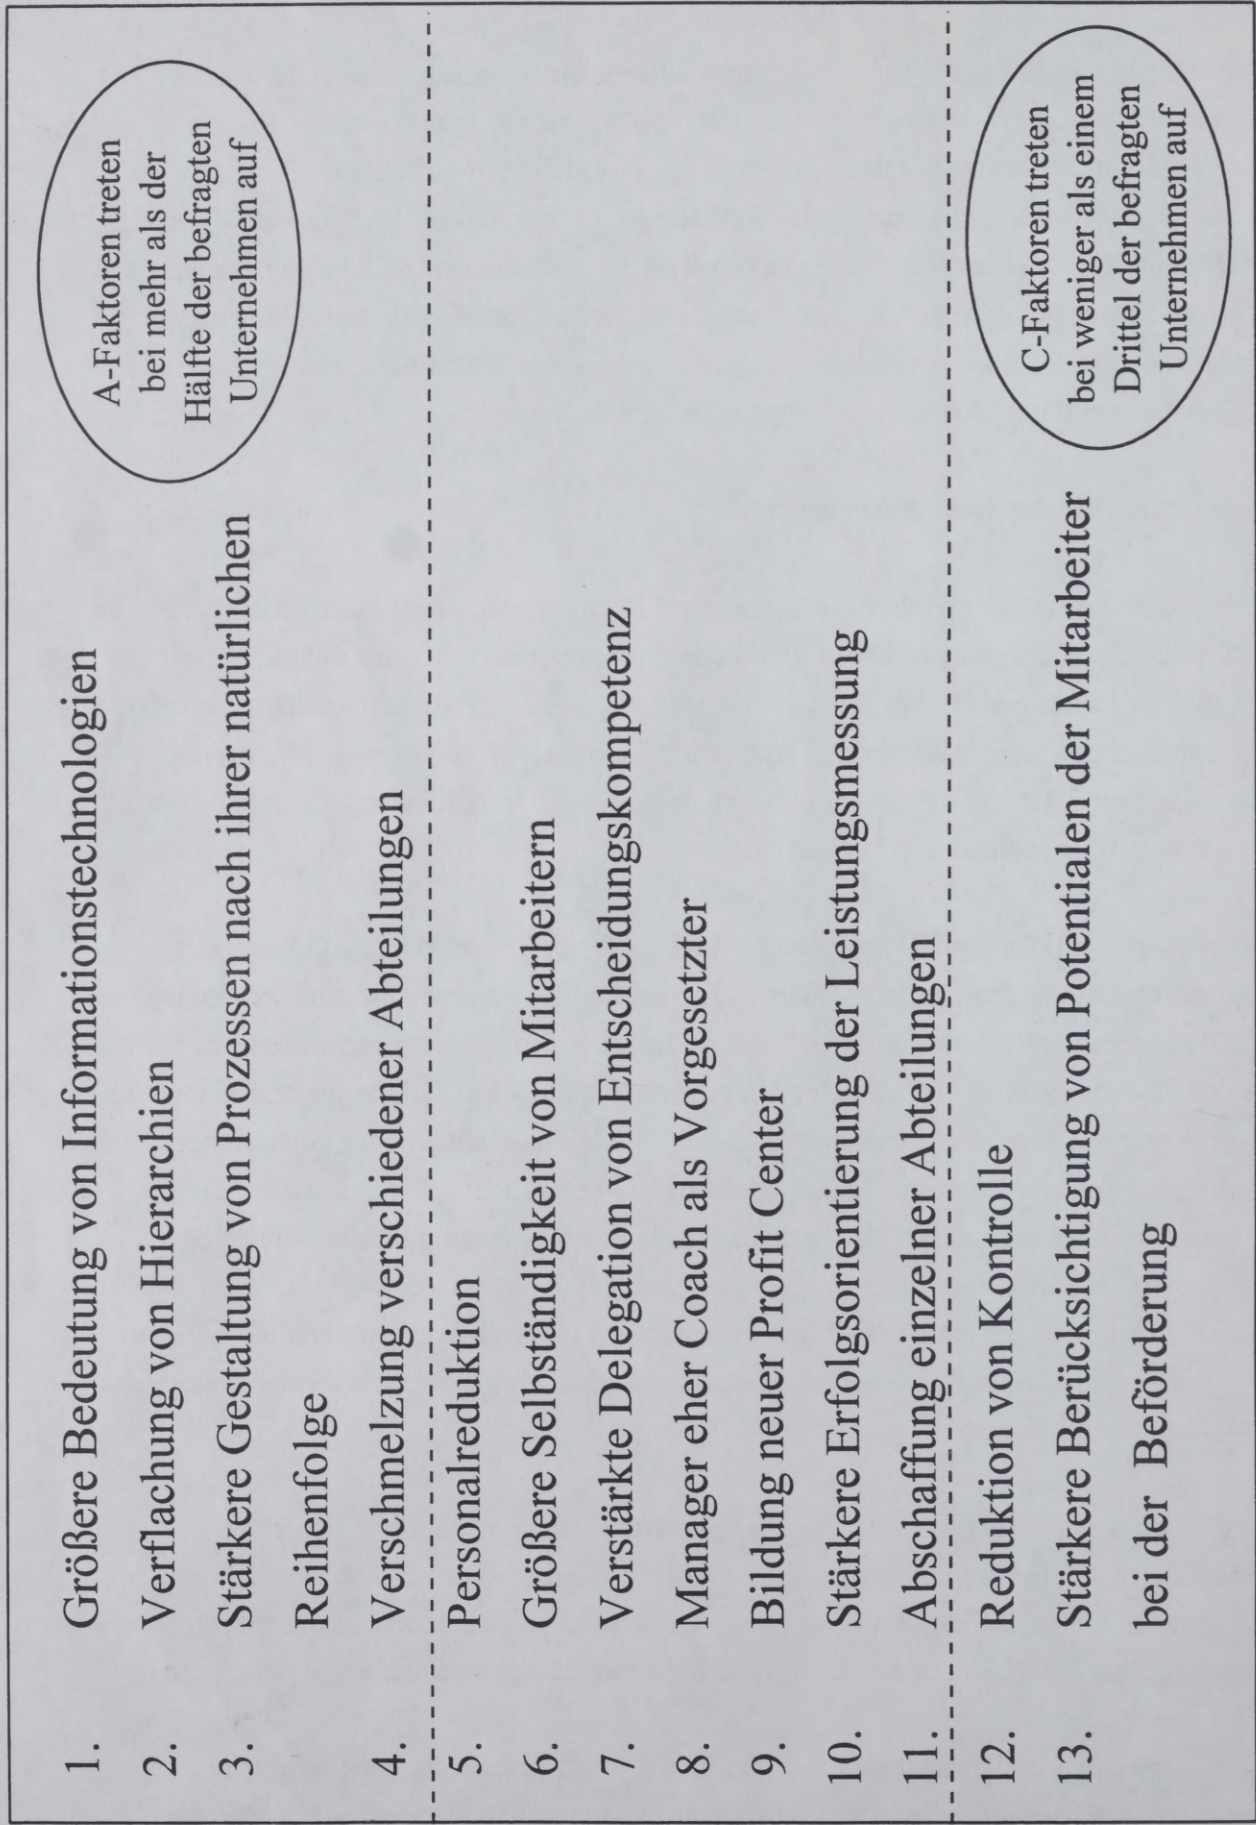 1. Größere Bedeutung von Informationstechnologien
2. Verflachung von Hierarchien
3. Stärkere Gestaltung von Prozessen nach ihrer natürlichen
Reihenfolge
4. Verschmelzung verschiedener Abteilungen
A-Faktoren treten
bei mehr als der
Hälfte der befragten
Unternehmen auf
5. Personalreduktion
6. Größere Selbständigkeit von Mitarbeitern
7. Verstärkte Delegation von Entscheidungskompetenz
8. Manager eher Coach als Vorgesetzter
9. Bildung neuer Profit Center
10. Stärkere Erfolgsorientierung der Leistungsmessung
11. Abschaffung einzelner Abteilungen
12. Reduktion von Kontrolle
13. Stärkere Berücksichtigung von Potentialen der Mitarbeiter
bei der Beförderung
C-Faktoren treten
bei weniger als einem
Drittel der befragten
Unternehmen auf